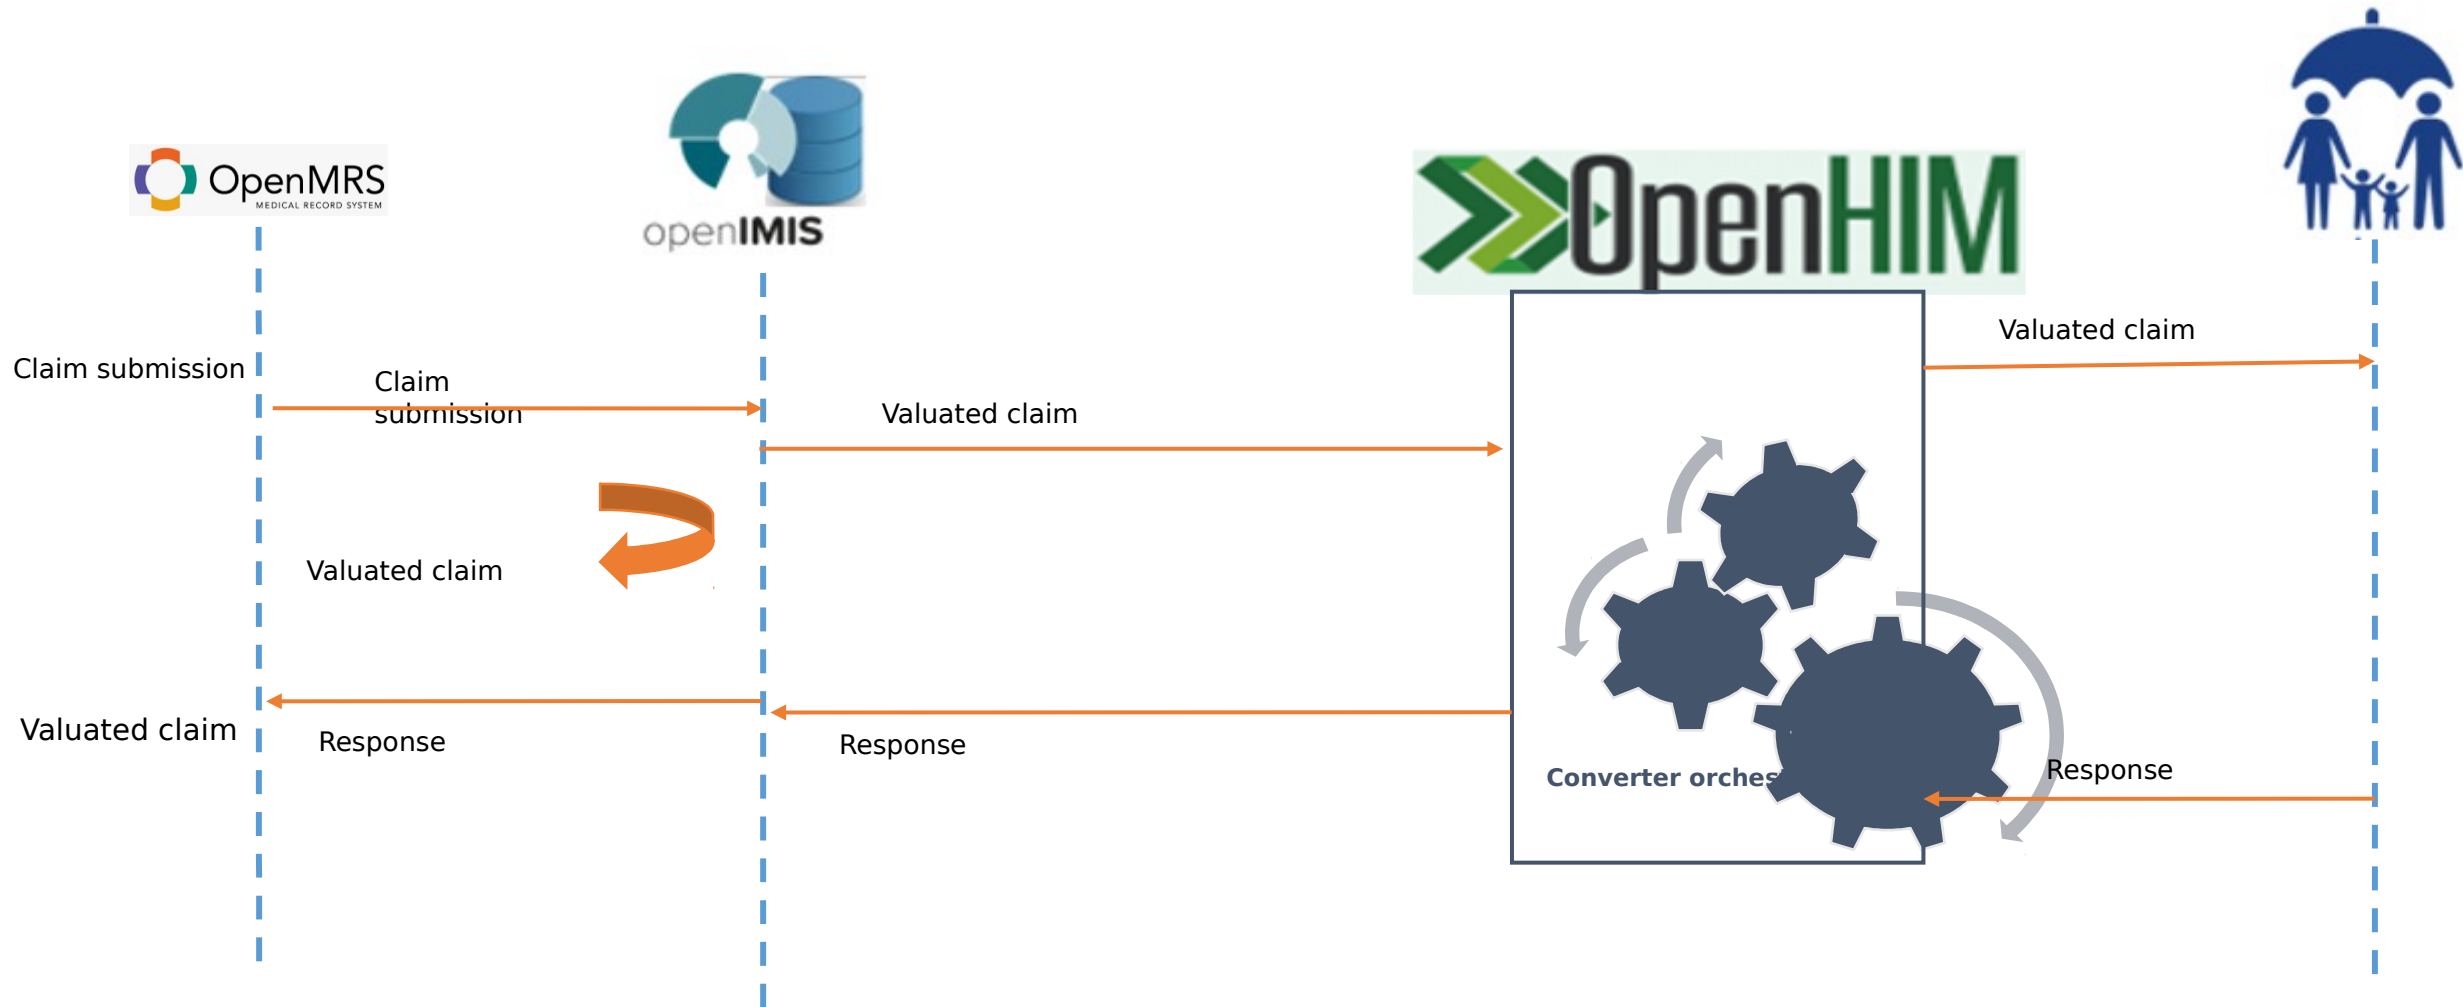 OpenMRS
MEDICAL RECORD SYSTEM
openIMIS
OpenHIM
Valuated claim
Claim submission
Claim
submission
Valuated claim
Valuated claim
Valuated claim
Response
Response
Response
Converter